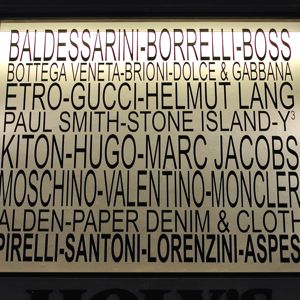 BALDESSARINI-BORRELLI-BOSS
BOTTEGA VENETA-BRIONI-DOLCE & GABBANA
ETRO-GUCCI-HELMUT LANG
PAUL SMITH-STONE ISLAND-Y³
KITON-HUGO-MARC JACOBS
MOSCHINO-VALENTINO-MONCLER
ALDEN-PAPER DENIM & CLOTH
PIRELLI-SANTONI-LORENZINI-ASPES